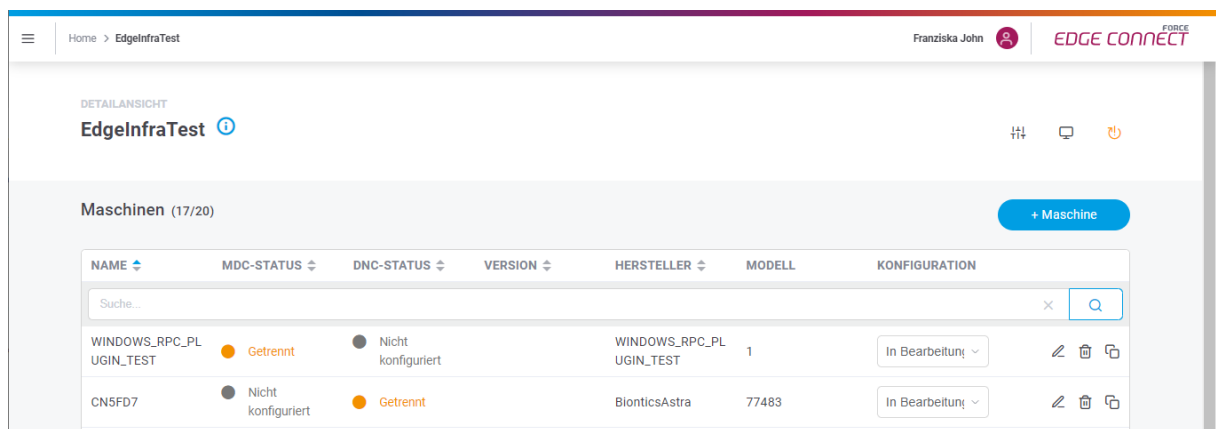 Home > EdgeInfraTest
Franziska John
FORCE
EDGE CONNECT
DETAILANSICHT
EdgeInfraTest
Maschinen (17/20)
+ Maschine
NAME MDC-STATUS DNC-STATUS VERSION HERSTELLER MODELL KONFIGURATION
Suche...
WINDOWS_RPC_PL
UGIN_TEST
Getrennt
Nicht
konfiguriert
WINDOWS_RPC_PL
UGIN_TEST
1
In Bearbeitung
CN5FD7
Nicht
konfiguriert
Getrennt
BionticsAstra
77483
In Bearbeitung